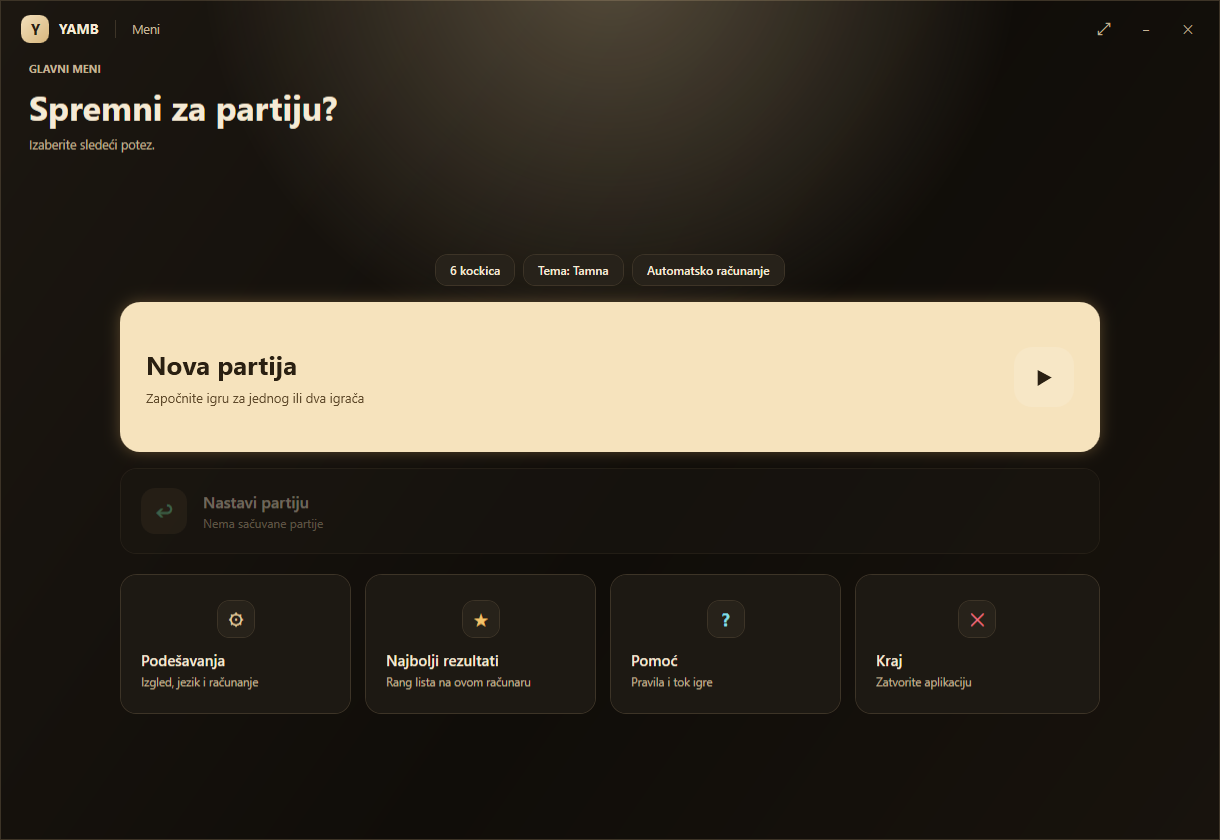 Y YAMB Meni
GLAVNI MENI
Spremni za partiju?
Izaberite sledeći potez.
6 kockica
Tema: Tamna
Automatsko računanje
Nova partija
Započnite igru za jednog ili dva igrača
Nastavi partiju
Nema sačuvane partije
Podešavanja
Izgled, jezik i računanje
Najbolji rezultati
Rang lista na ovom računaru
?
Pomoć
Pravila i tok igre
Kraj
Zatvorite aplikaciju